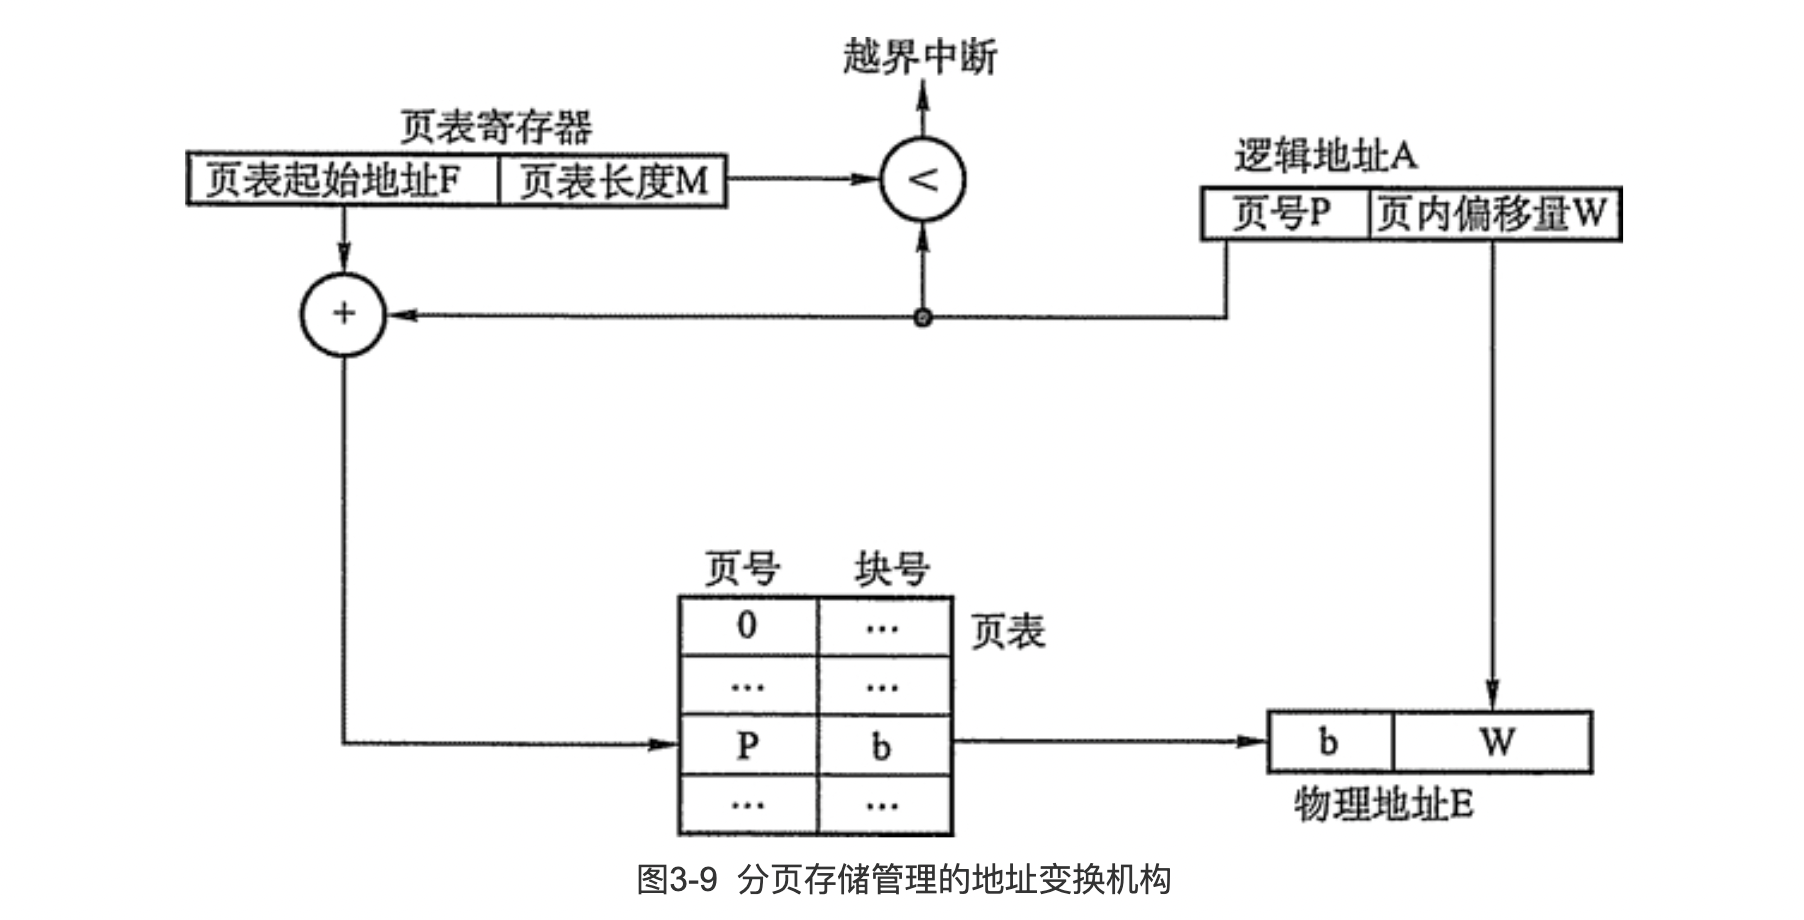 越界中断
页表寄存器
页表起始地址F 页表长度M
<
逻辑地址A
页号P 页内偏移量W
+
页号 块号
0 …
页表
… …
P b
… …
b W
物理地址E
图3-9 分页存储管理的地址变换机构